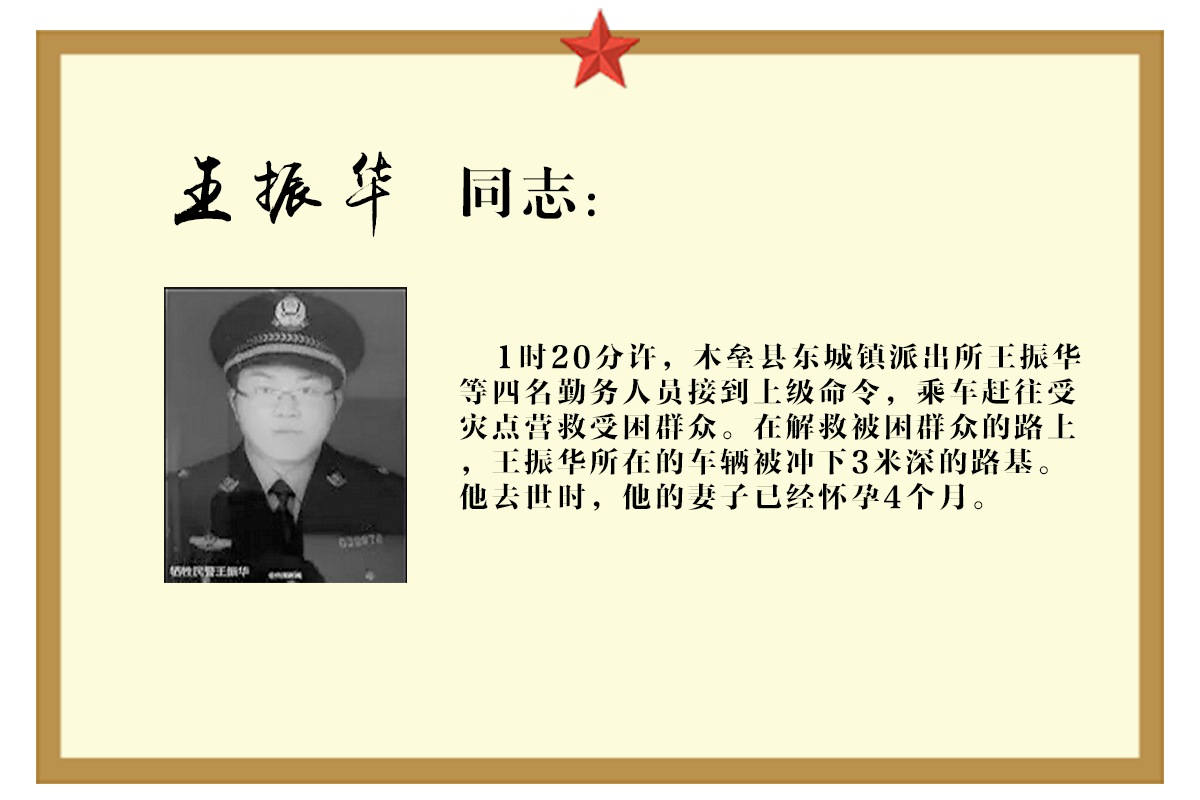 王振华 同志：
1时20分许，木垒县东城镇派出所王振华
等四名勤务人员接到上级命令，乘车赶往受
灾点营救受困群众。在解救被困群众的路上
，王振华所在的车辆被冲下3米深的路基。
他去世时，他的妻子已经怀孕4个月。
牺牲民警王振华